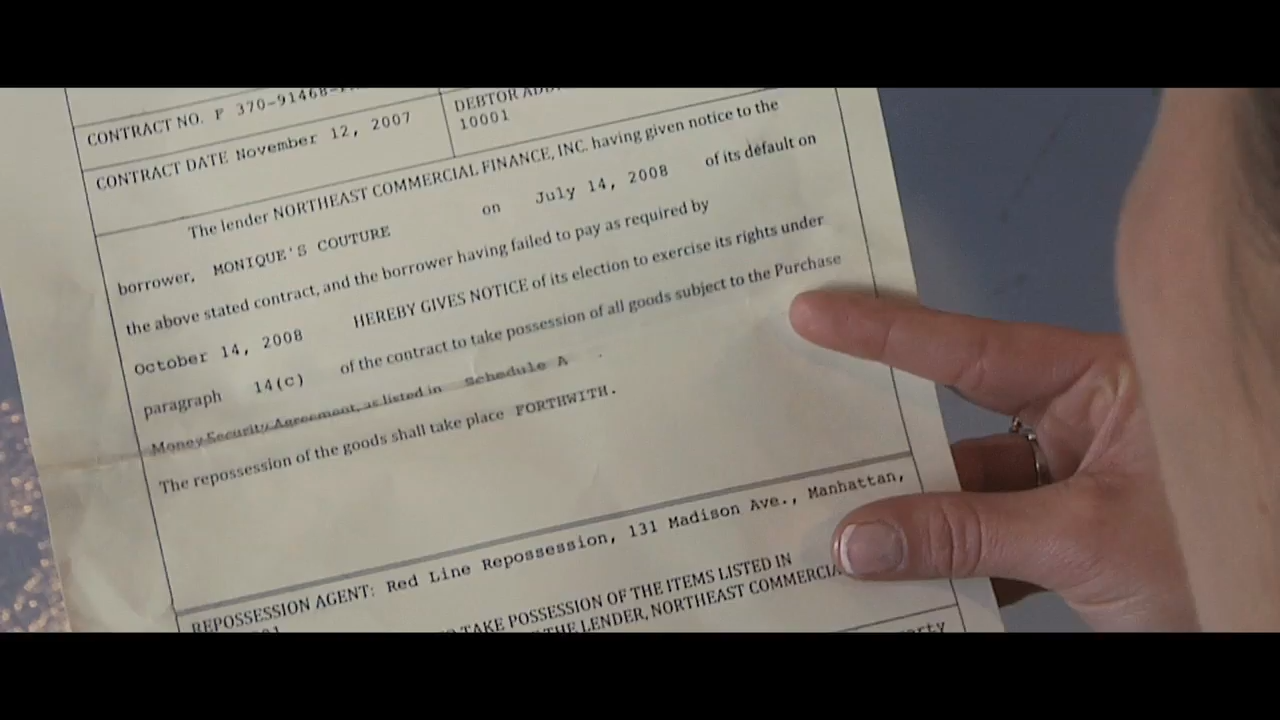 CONTRACT NO. F 370-91468-
DEBTOR
CONTRACT DATE November 12, 2007
10001
The lender NORTHEAST COMMERCIAL FINANCE, INC. having given notice to the
borrower, MONIQUE'S COUTURE on July 14, 2008 of its default on
the above stated contract, and the borrower having failed to pay as required by
October 14, 2008 HEREBY GIVES NOTICE of its election to exercise its rights under
paragraph 14(c) of the contract to take possession of all goods subject to the Purchase
Money Security Agreement, as listed in Schedule A .
The repossession of the goods shall take place FORTHWITH.
REPOSSESSION AGENT: Red Line Repossession, 131 Madison Ave., Manhattan,
TAKE POSSESSION OF THE ITEMS LISTED IN
THE LENDER, NORTHEAST COMMERCIA